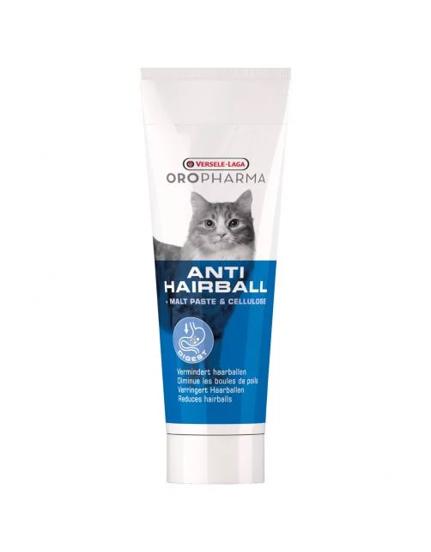 VERSELE-LAGA
OROPHARMA
ANTI
HAIRBALL
- MALT PASTE & CELLULOSE
DIGEST
Vermindert haarballen
Diminue les boules de poils
Verringert Haarballen
Reduces hairballs